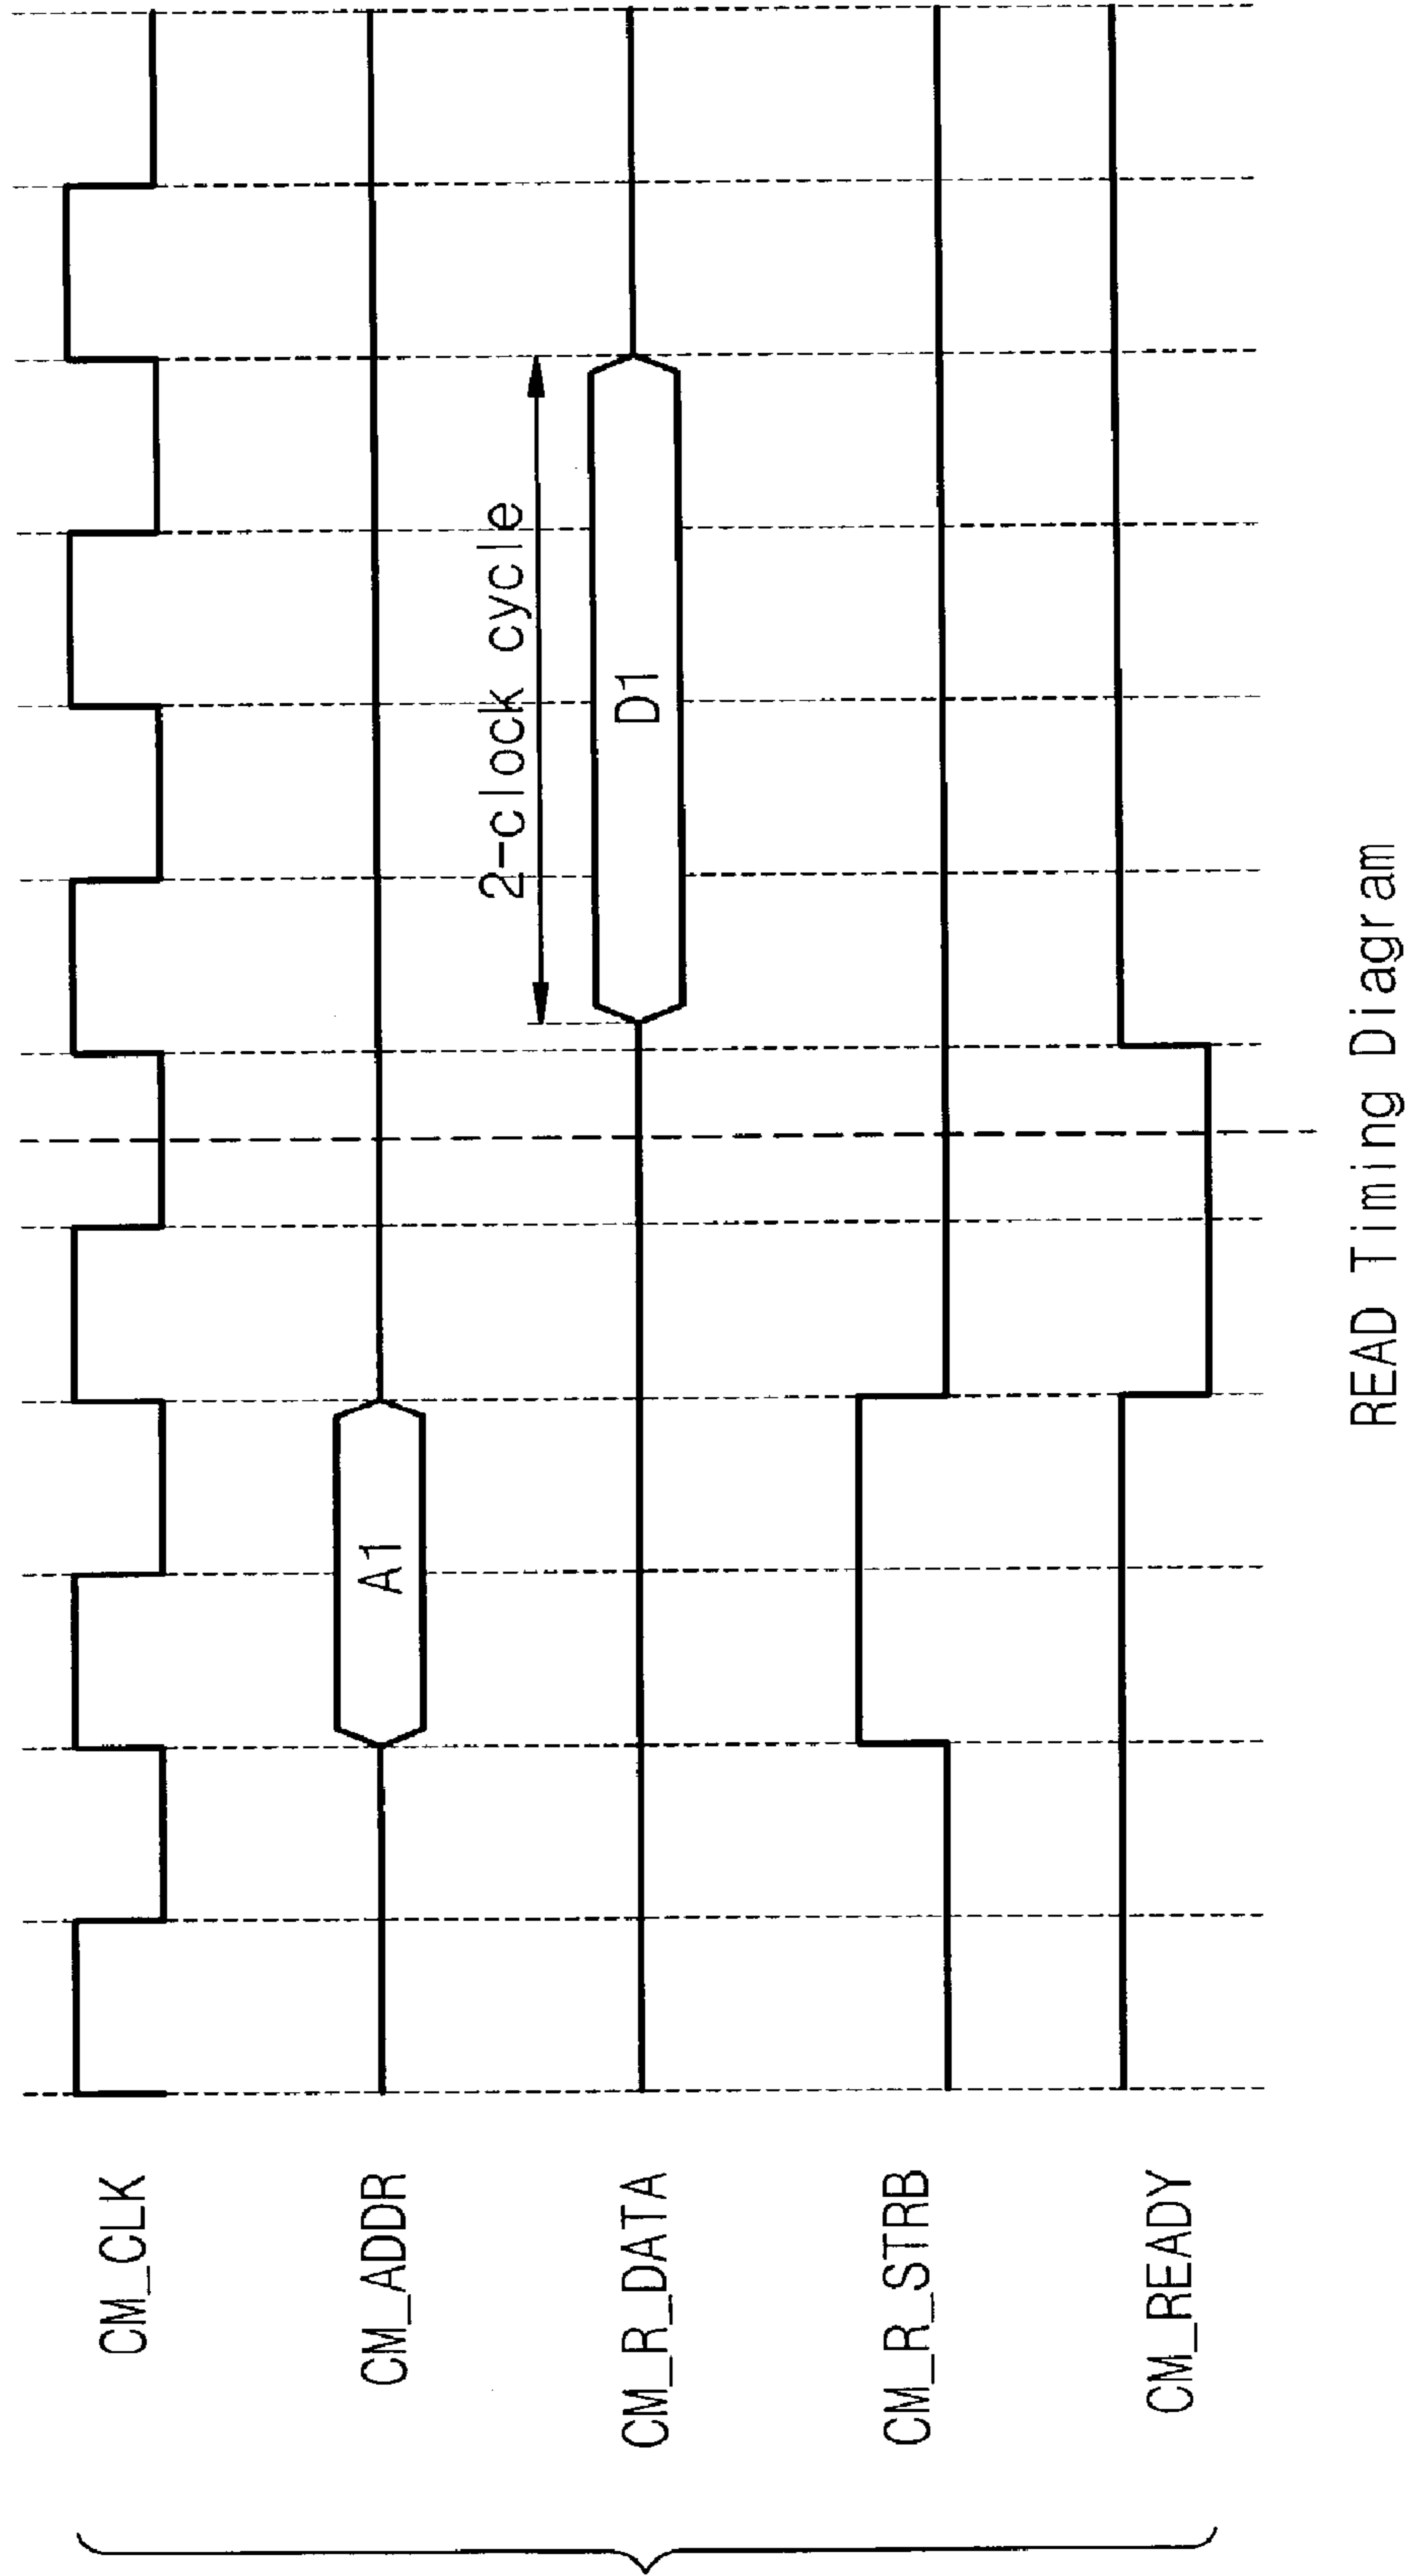 CM_CLK
CM_ADDR
A1
2-clock cycle
CM_R_DATA
D1
CM_R_STRB
CM_READY
READ Timing Diagram